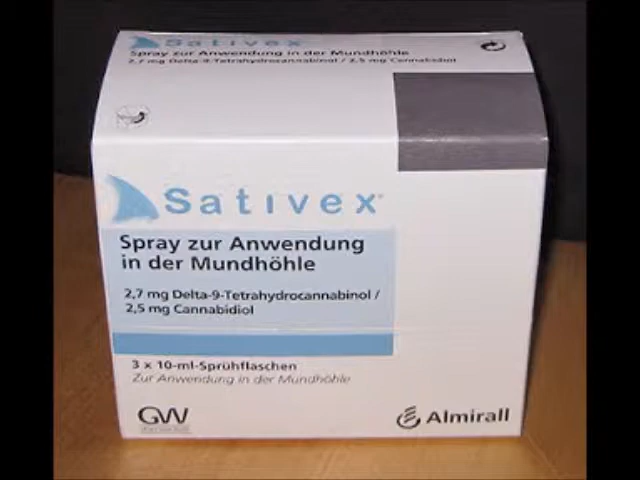 Sativex
Spray zur Anwendung in der Mundhöhle
2,7 mg Delta-9-Tetrahydrocannabinol / 2,5 mg Cannabidiol
Sativex®
Spray zur Anwendung
in der Mundhöhle
2,7 mg Delta-9-Tetrahydrocannabinol /
2,5 mg Cannabidiol
3 x 10-ml-Sprühflaschen
Zur Anwendung in der Mundhöhle
GW
Almirall